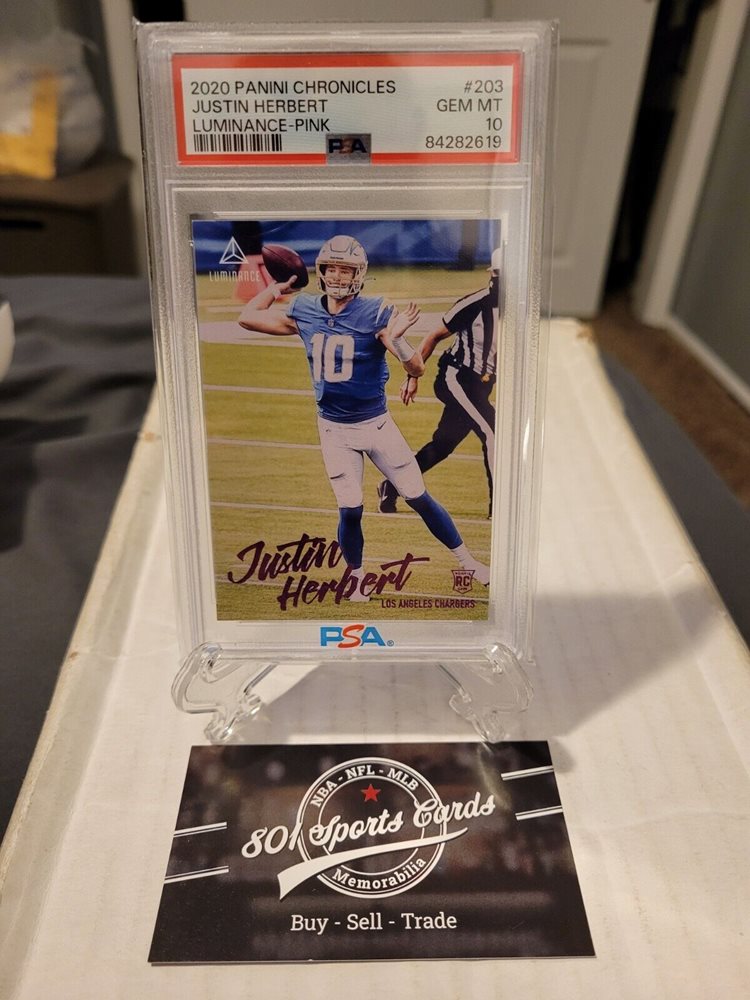 2020 PANINI CHRONICLES #203
JUSTIN HERBERT GEM MT
LUMINANCE-PINK 10
PSA 84282619
LUMINANCE
10
Justin
Herbert
RC
LOS ANGELES CHARGERS
PSA®
NBA - NFL - MLB
801 Sports Cards
Memorabilia
Buy - Sell - Trade